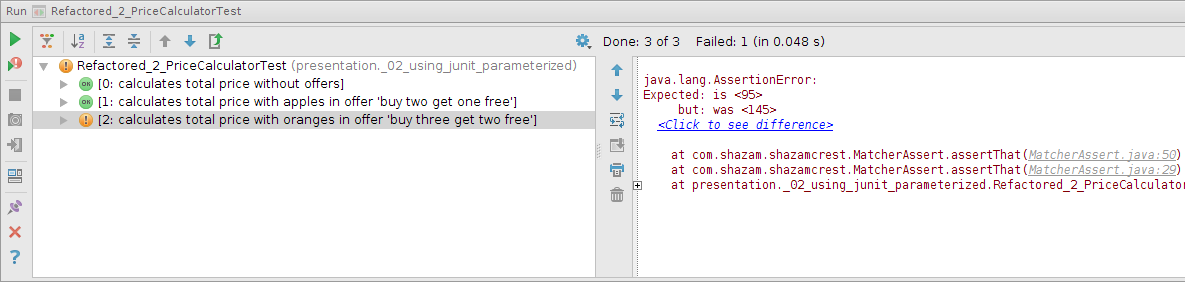 Run Refactored_2_PriceCalculatorTest
Done: 3 of 3 Failed: 1 (in 0.048 s)
Refactored_2_PriceCalculatorTest (presentation._02_using_junit_parameterized)
[0: calculates total price without offers]
[1: calculates total price with apples in offer 'buy two get one free']
[2: calculates total price with oranges in offer 'buy three get two free']
java.lang.AssertionError:
Expected: is <95>
but: was <145>
<Click to see difference>
at com.shazam.shazamcrest.MatcherAssert.assertThat(MatcherAssert.java:50)
at com.shazam.shazamcrest.MatcherAssert.assertThat(MatcherAssert.java:29)
at presentation._02_using_junit_parameterized.Refactored_2_PriceCalculator